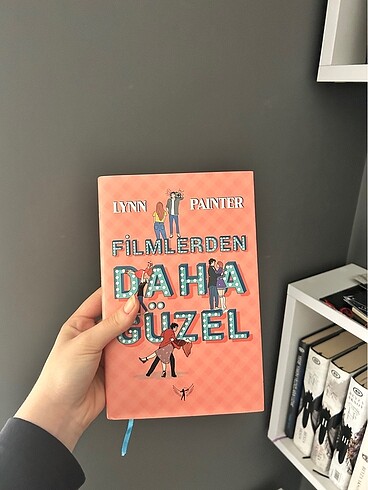 LYNN PAINTER
FİLMLERDEN
DAHA
GÜZEL